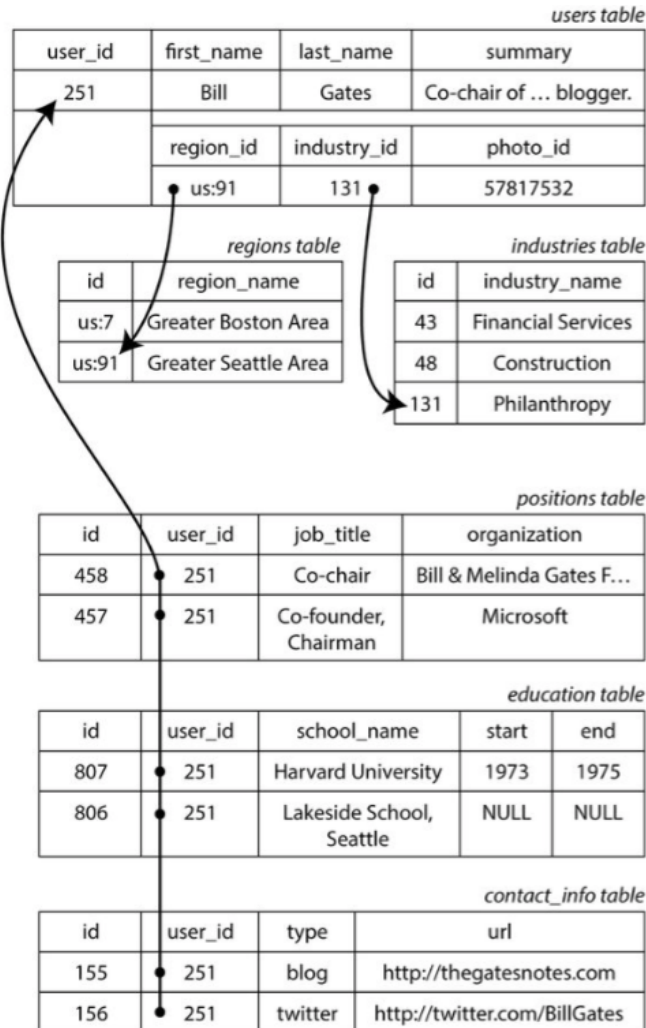 users table
user_id first_name last_name summary
251 Bill Gates Co-chair of … blogger.
region_id industry_id photo_id
us:91 131 57817532
regions table
id region_name
us:7 Greater Boston Area
us:91 Greater Seattle Area
industries table
id industry_name
43 Financial Services
48 Construction
131 Philanthropy
positions table
id user_id job_title organization
458 251 Co-chair Bill & Melinda Gates F…
457 251 Co-founder, Microsoft
Chairman
education table
id user_id school_name start end
807 251 Harvard University 1973 1975
806 251 Lakeside School, NULL NULL
Seattle
contact_info table
id user_id type url
155 251 blog http://thegatesnotes.com
156 251 twitter http://twitter.com/BillGates